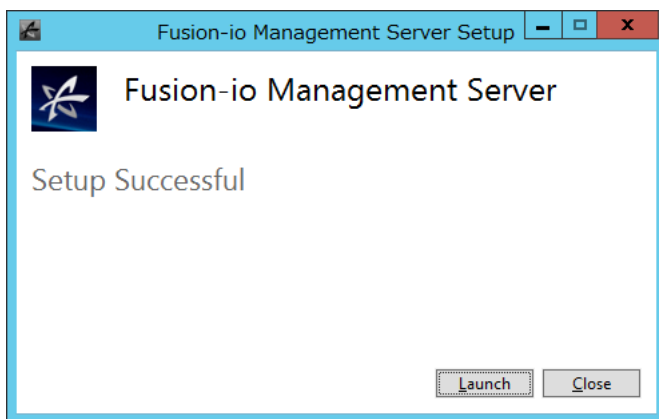 Fusion-io Management Server Setup
Fusion-io Management Server
Setup Successful
Launch
Close